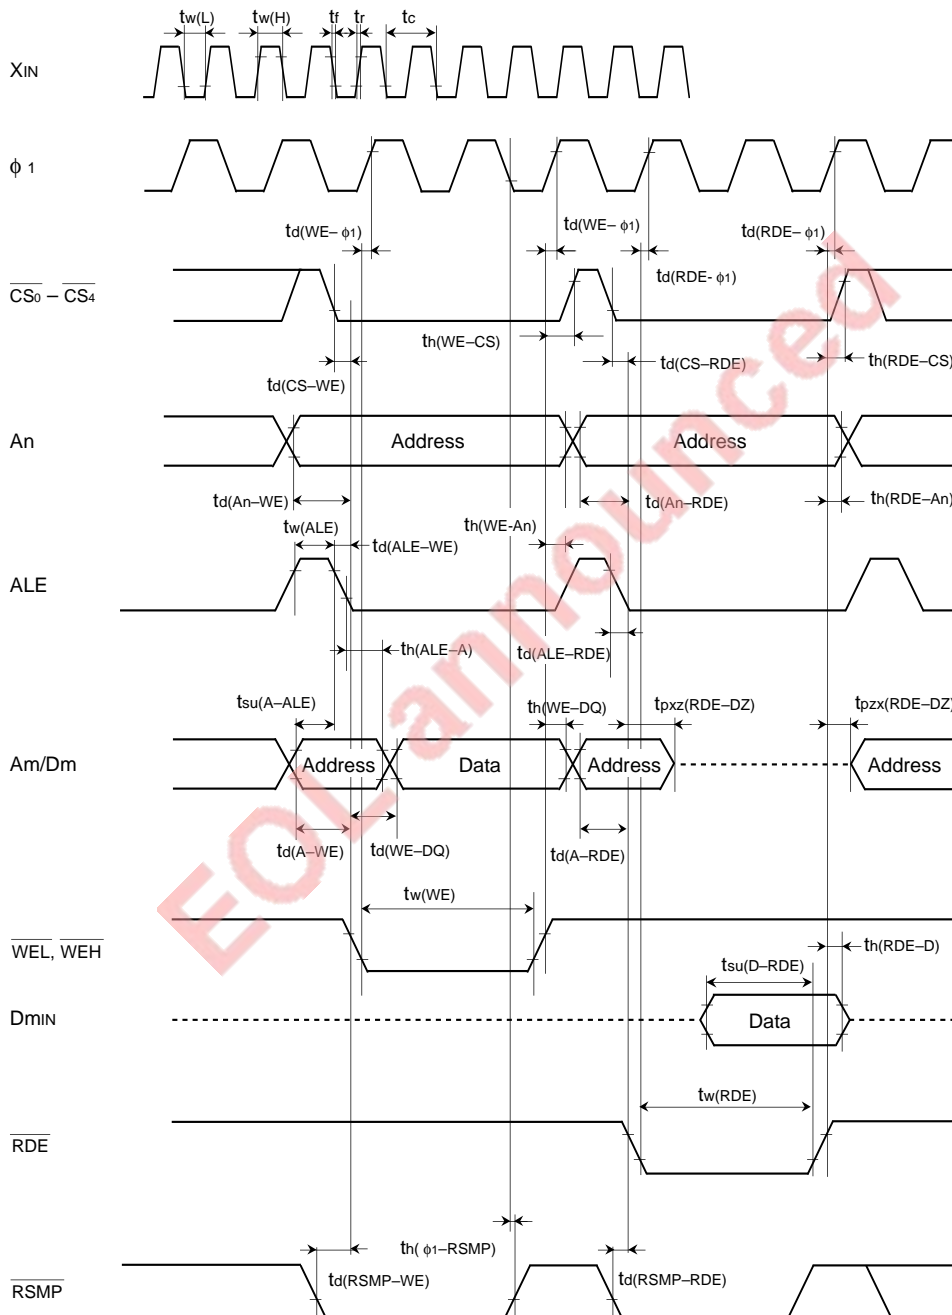 tw(L) tw(H) tf tr tc
XIN
ϕ 1
td(WE– ϕ1) td(WE– ϕ1) td(RDE– ϕ1)
td(RDE- ϕ1)
CS0 – CS4
th(WE–CS) td(CS–RDE) th(RDE–CS)
td(CS–WE)
An Address Address
td(An–WE) td(An–RDE) th(RDE–An)
tw(ALE) th(WE-An)
td(ALE–WE)
ALE
th(ALE–A) td(ALE–RDE)
tsu(A–ALE) th(WE–DQ) tpxz(RDE–DZ) tpzx(RDE–DZ)
Am/Dm Address Data Address Address
td(A–WE) td(WE–DQ) td(A–RDE)
tw(WE)
WEL, WEH
th(RDE–D)
tsu(D–RDE)
DmIN Data
tw(RDE)
RDE
th( ϕ1–RSMP)
RSMP td(RSMP–WE) td(RSMP–RDE)
EOL announced